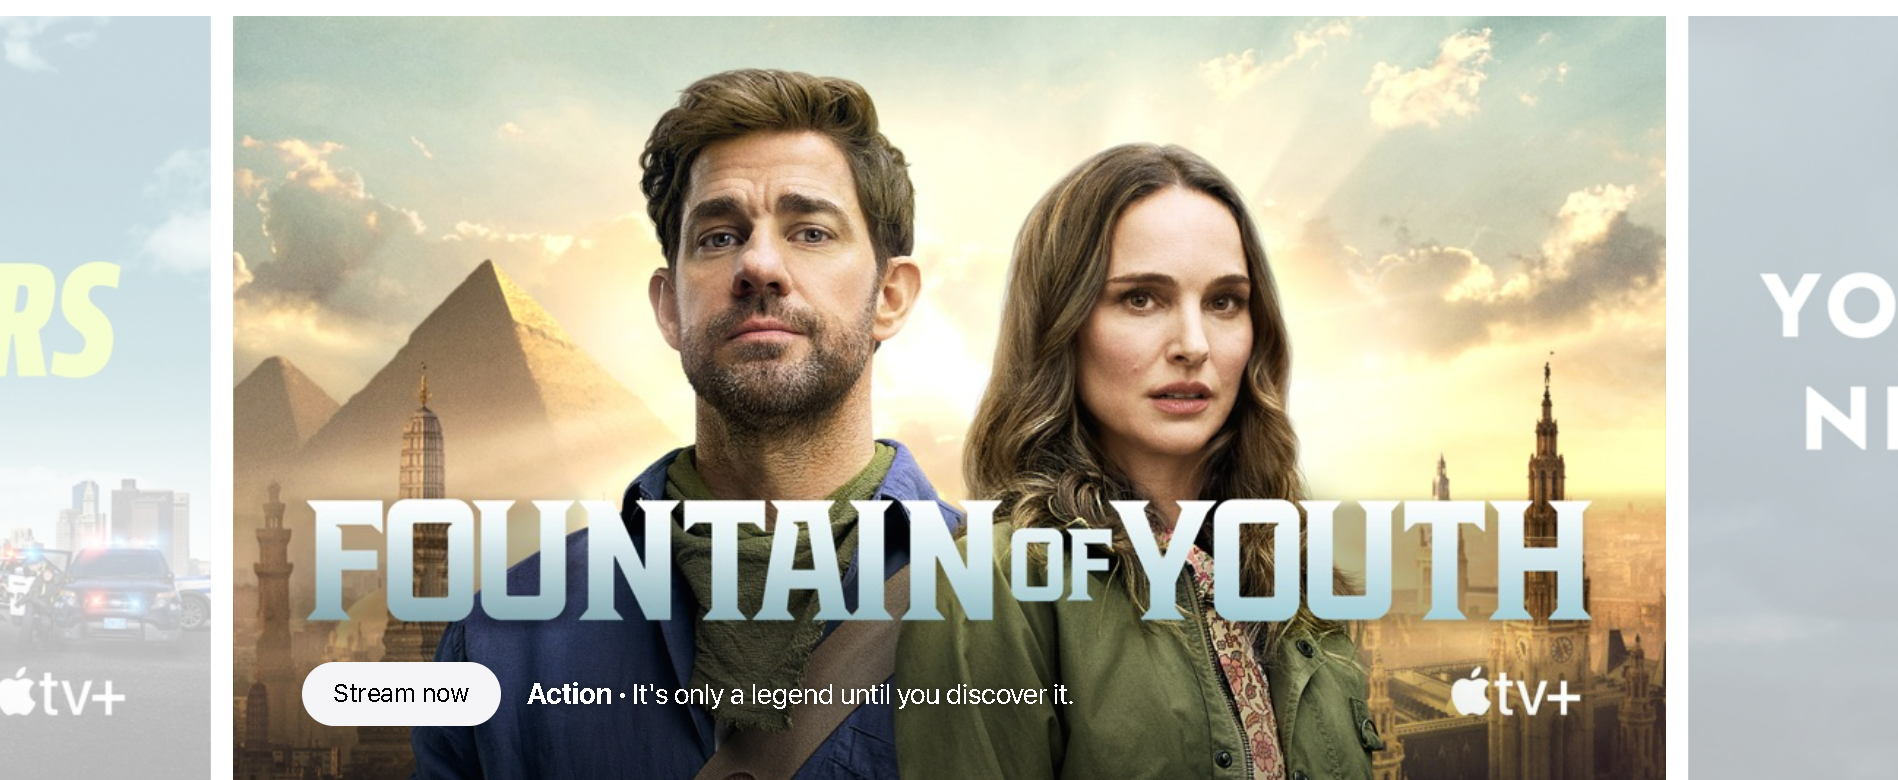 RS
tv+
FOUNTAIN OF YOUTH
Stream now
Action · It's only a legend until you discover it.
tv+
YO
N